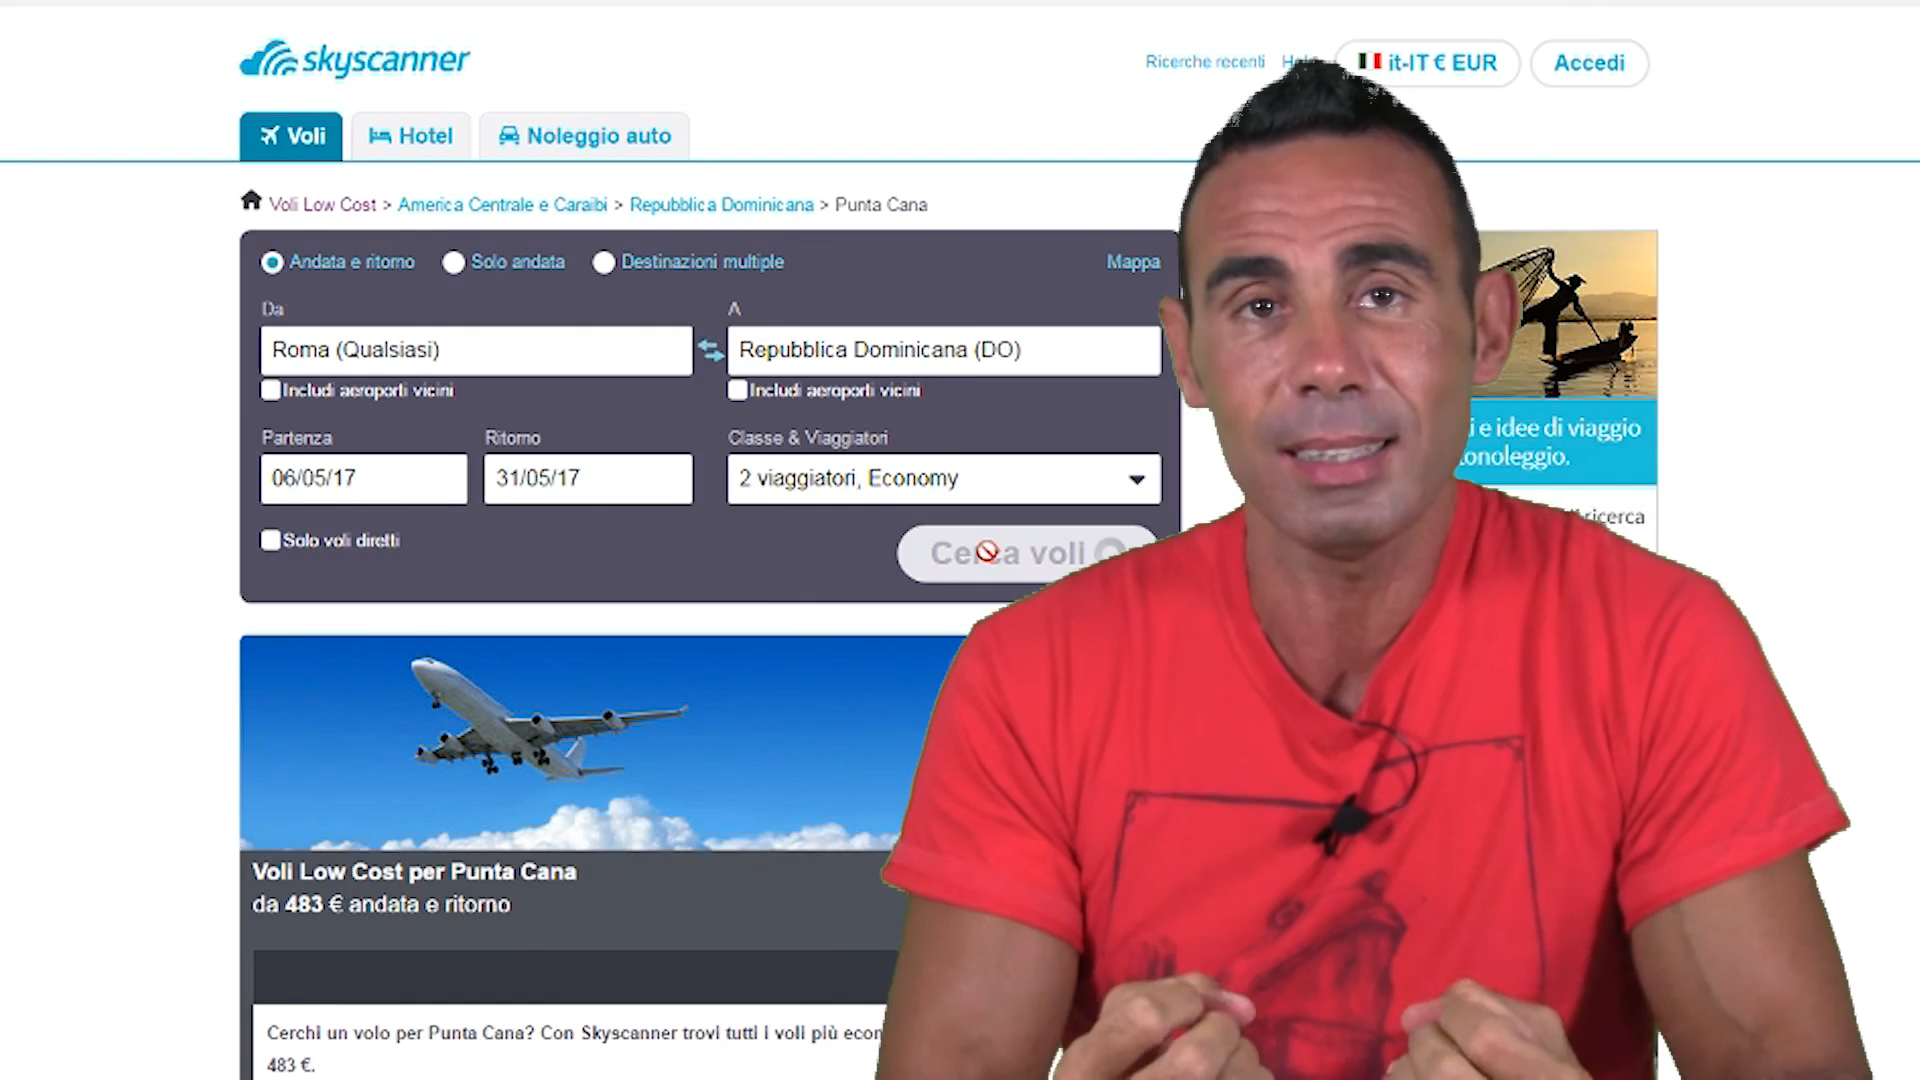 skyscanner
Ricerche recenti
it-IT € EUR
Accedi
Voli
Hotel
Noleggio auto
Voli Low Cost > America Centrale e Caraibi > Repubblica Dominicana > Punta Cana
Andata e ritorno
Solo andata
Destinazioni multiple
Mappa
Da
A
Roma (Qualsiasi)
Repubblica Dominicana (DO)
Includi aeroporti vicini
Includi aeroporti vicini
i e idee di viaggio
onoleggio.
Partenza
Ritorno
Classe & Viaggiatori
06/05/17
31/05/17
2 viaggiatori, Economy
ricerca
Solo voli diretti
Cerca voli
Voli Low Cost per Punta Cana
da 483 € andata e ritorno
Cerchi un volo per Punta Cana? Con Skyscanner trovi tutti i voli più econ
483 €.